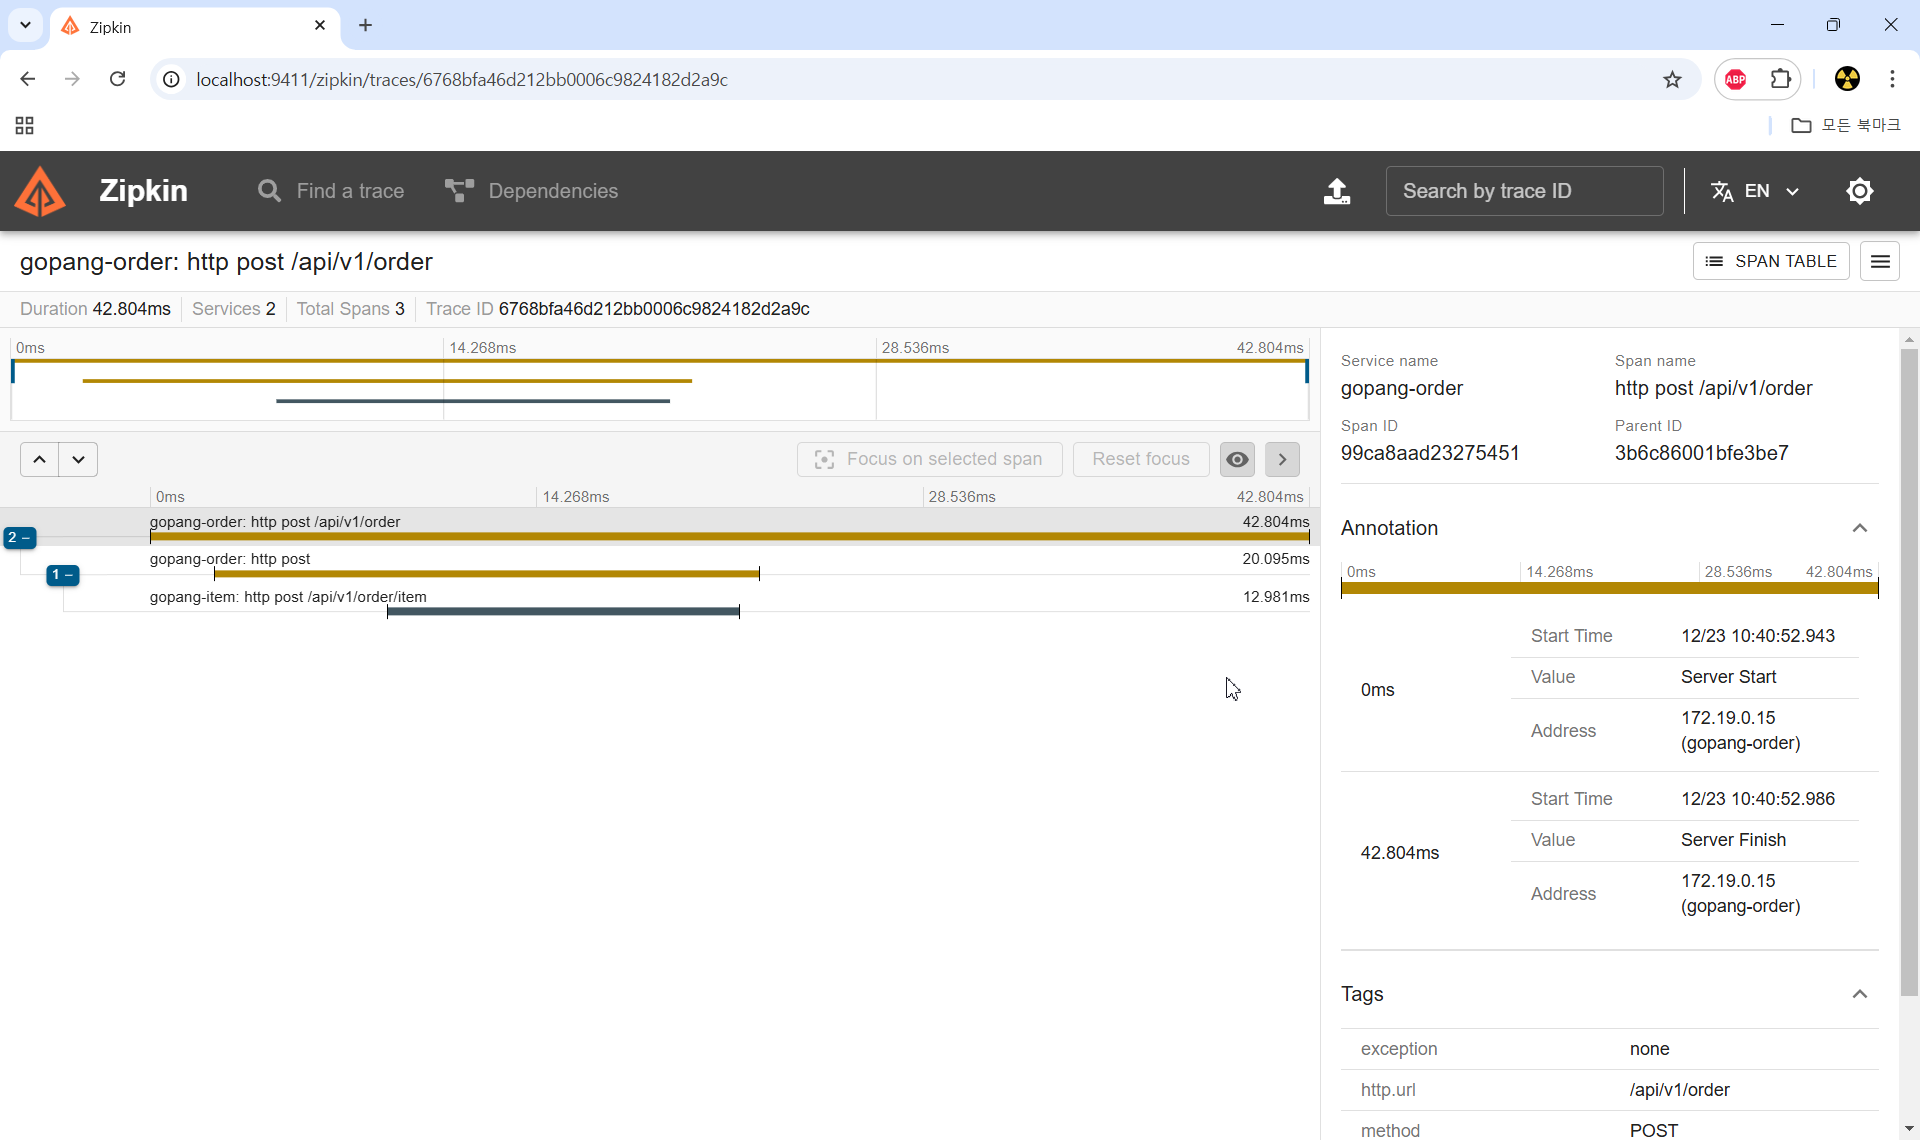 Zipkin
localhost:9411/zipkin/traces/6768bfa46d212bb0006c9824182d2a9c
ABP
모든 북마크
Zipkin
Find a trace
Dependencies
Search by trace ID
EN
gopang-order: http post /api/v1/order
SPAN TABLE
Duration 42.804ms
Services 2
Total Spans 3
Trace ID 6768bfa46d212bb0006c9824182d2a9c
0ms 14.268ms 28.536ms 42.804ms
Focus on selected span
Reset focus
0ms 14.268ms 28.536ms 42.804ms
gopang-order: http post /api/v1/order 42.804ms
2 −
gopang-order: http post 20.095ms
1 −
gopang-item: http post /api/v1/order/item 12.981ms
Service name Span name
gopang-order http post /api/v1/order
Span ID Parent ID
99ca8aad23275451 3b6c86001bfe3be7
Annotation
0ms 14.268ms 28.536ms 42.804ms
0ms
Start Time 12/23 10:40:52.943
Value Server Start
Address 172.19.0.15
(gopang-order)
42.804ms
Start Time 12/23 10:40:52.986
Value Server Finish
Address 172.19.0.15
(gopang-order)
Tags
exception none
http.url /api/v1/order
method POST